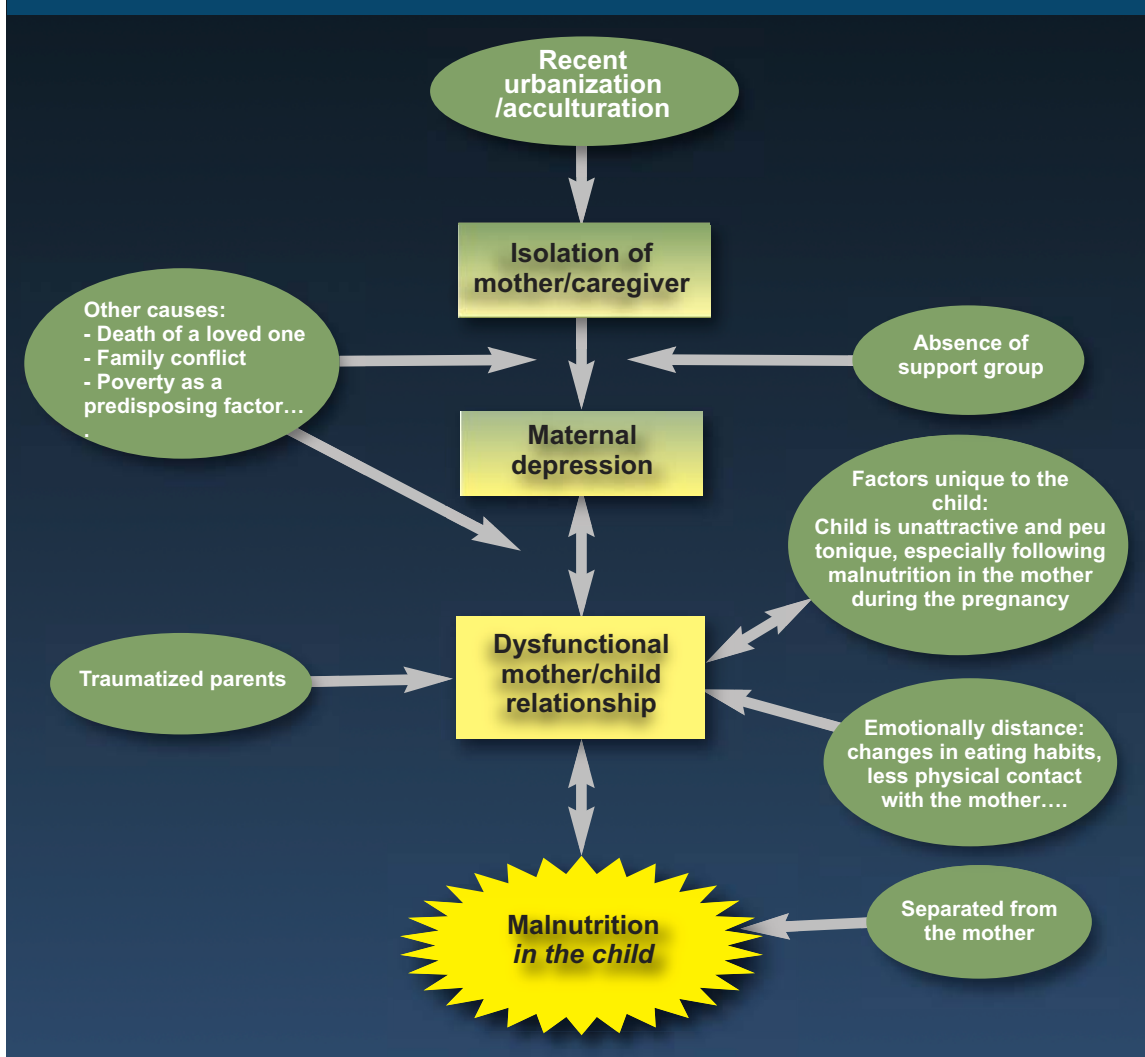 Recent
urbanization
/acculturation
Isolation of
mother/caregiver
Other causes:
- Death of a loved one
- Family conflict
- Poverty as a
predisposing factor…
.
Absence of
support group
Maternal
depression
Factors unique to the
child:
Child is unattractive and peu
tonique, especially following
malnutrition in the mother
during the pregnancy
Dysfunctional
mother/child
relationship
Traumatized parents
Emotionally distance:
changes in eating habits,
less physical contact
with the mother….
Malnutrition
in the child
Separated from
the mother